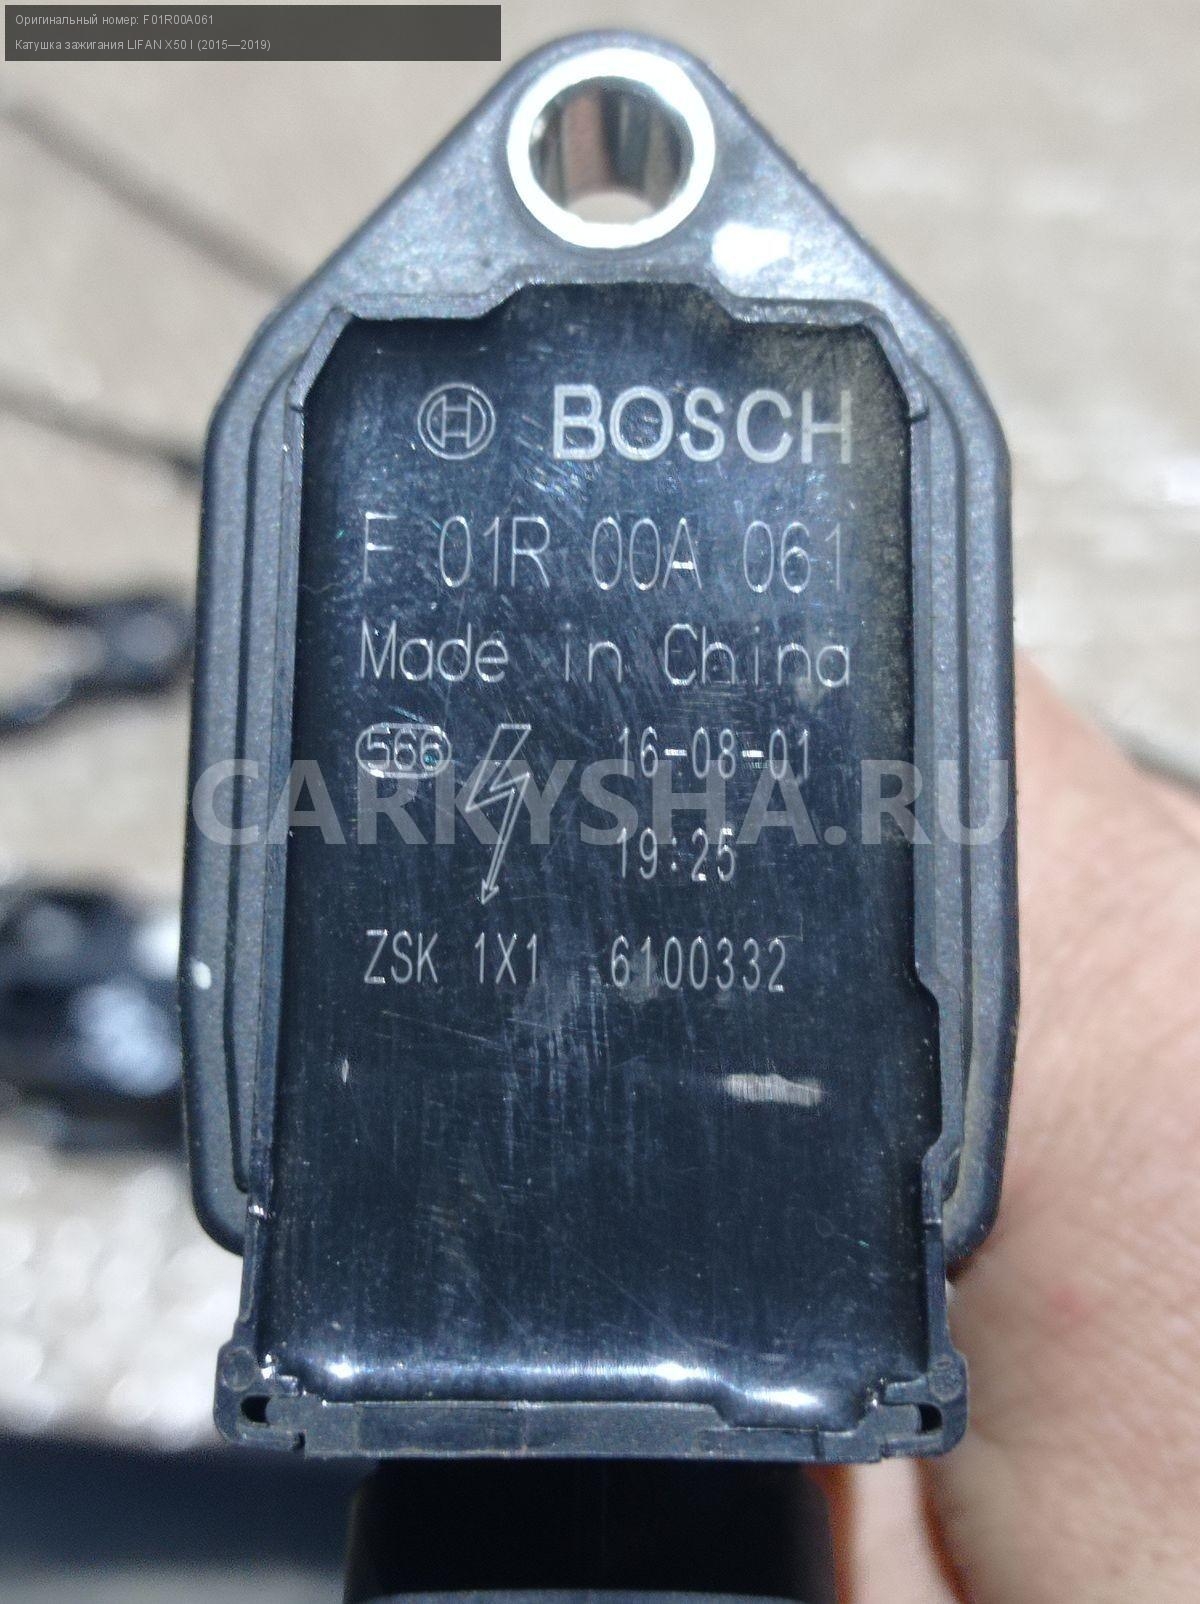 Оригинальный номер: F01R00A061
Катушка зажигания LIFAN X50 I (2015—2019)
BOSCH
F 01R 00A 061
Made in China
566 16-08-01
CARKYSHA.RU
19:25
ZSK 1X1 6100332